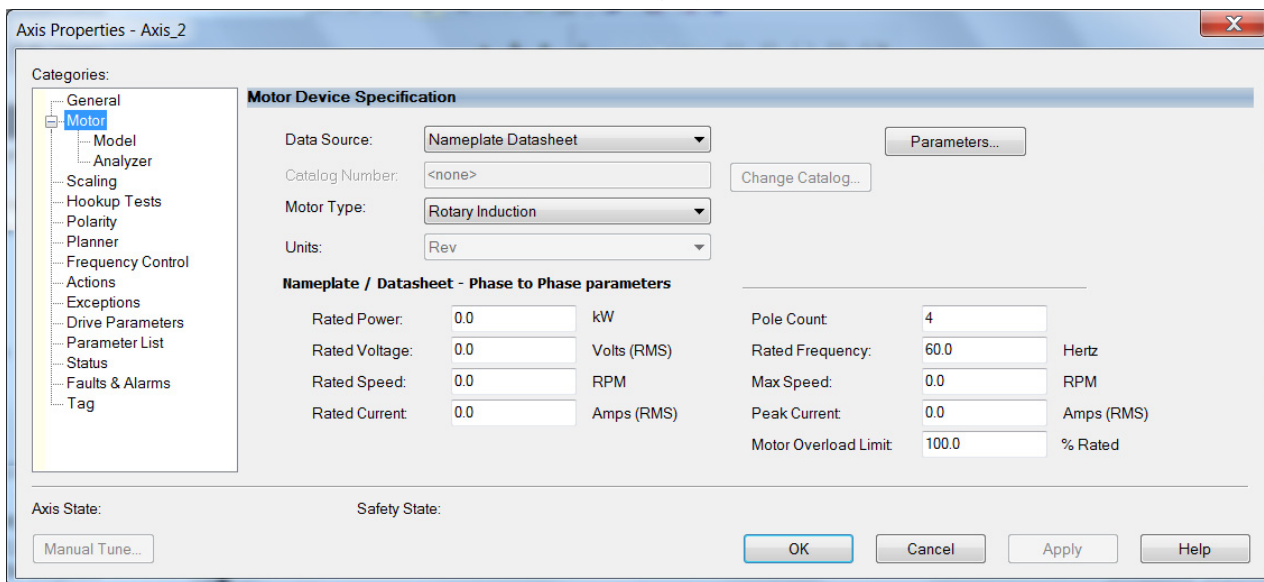 Axis Properties - Axis_2
Categories:
General
Motor
Model
Analyzer
Scaling
Hookup Tests
Polarity
Planner
Frequency Control
Actions
Exceptions
Drive Parameters
Parameter List
Status
Faults & Alarms
Tag
Motor Device Specification
Data Source: Nameplate Datasheet Parameters...
Catalog Number: <none> Change Catalog...
Motor Type: Rotary Induction
Units: Rev
Nameplate / Datasheet - Phase to Phase parameters
Rated Power: 0.0 kW Pole Count: 4
Rated Voltage: 0.0 Volts (RMS) Rated Frequency: 60.0 Hertz
Rated Speed: 0.0 RPM Max Speed: 0.0 RPM
Rated Current: 0.0 Amps (RMS) Peak Current: 0.0 Amps (RMS)
Motor Overload Limit: 100.0 % Rated
Axis State: Safety State:
Manual Tune... OK Cancel Apply Help